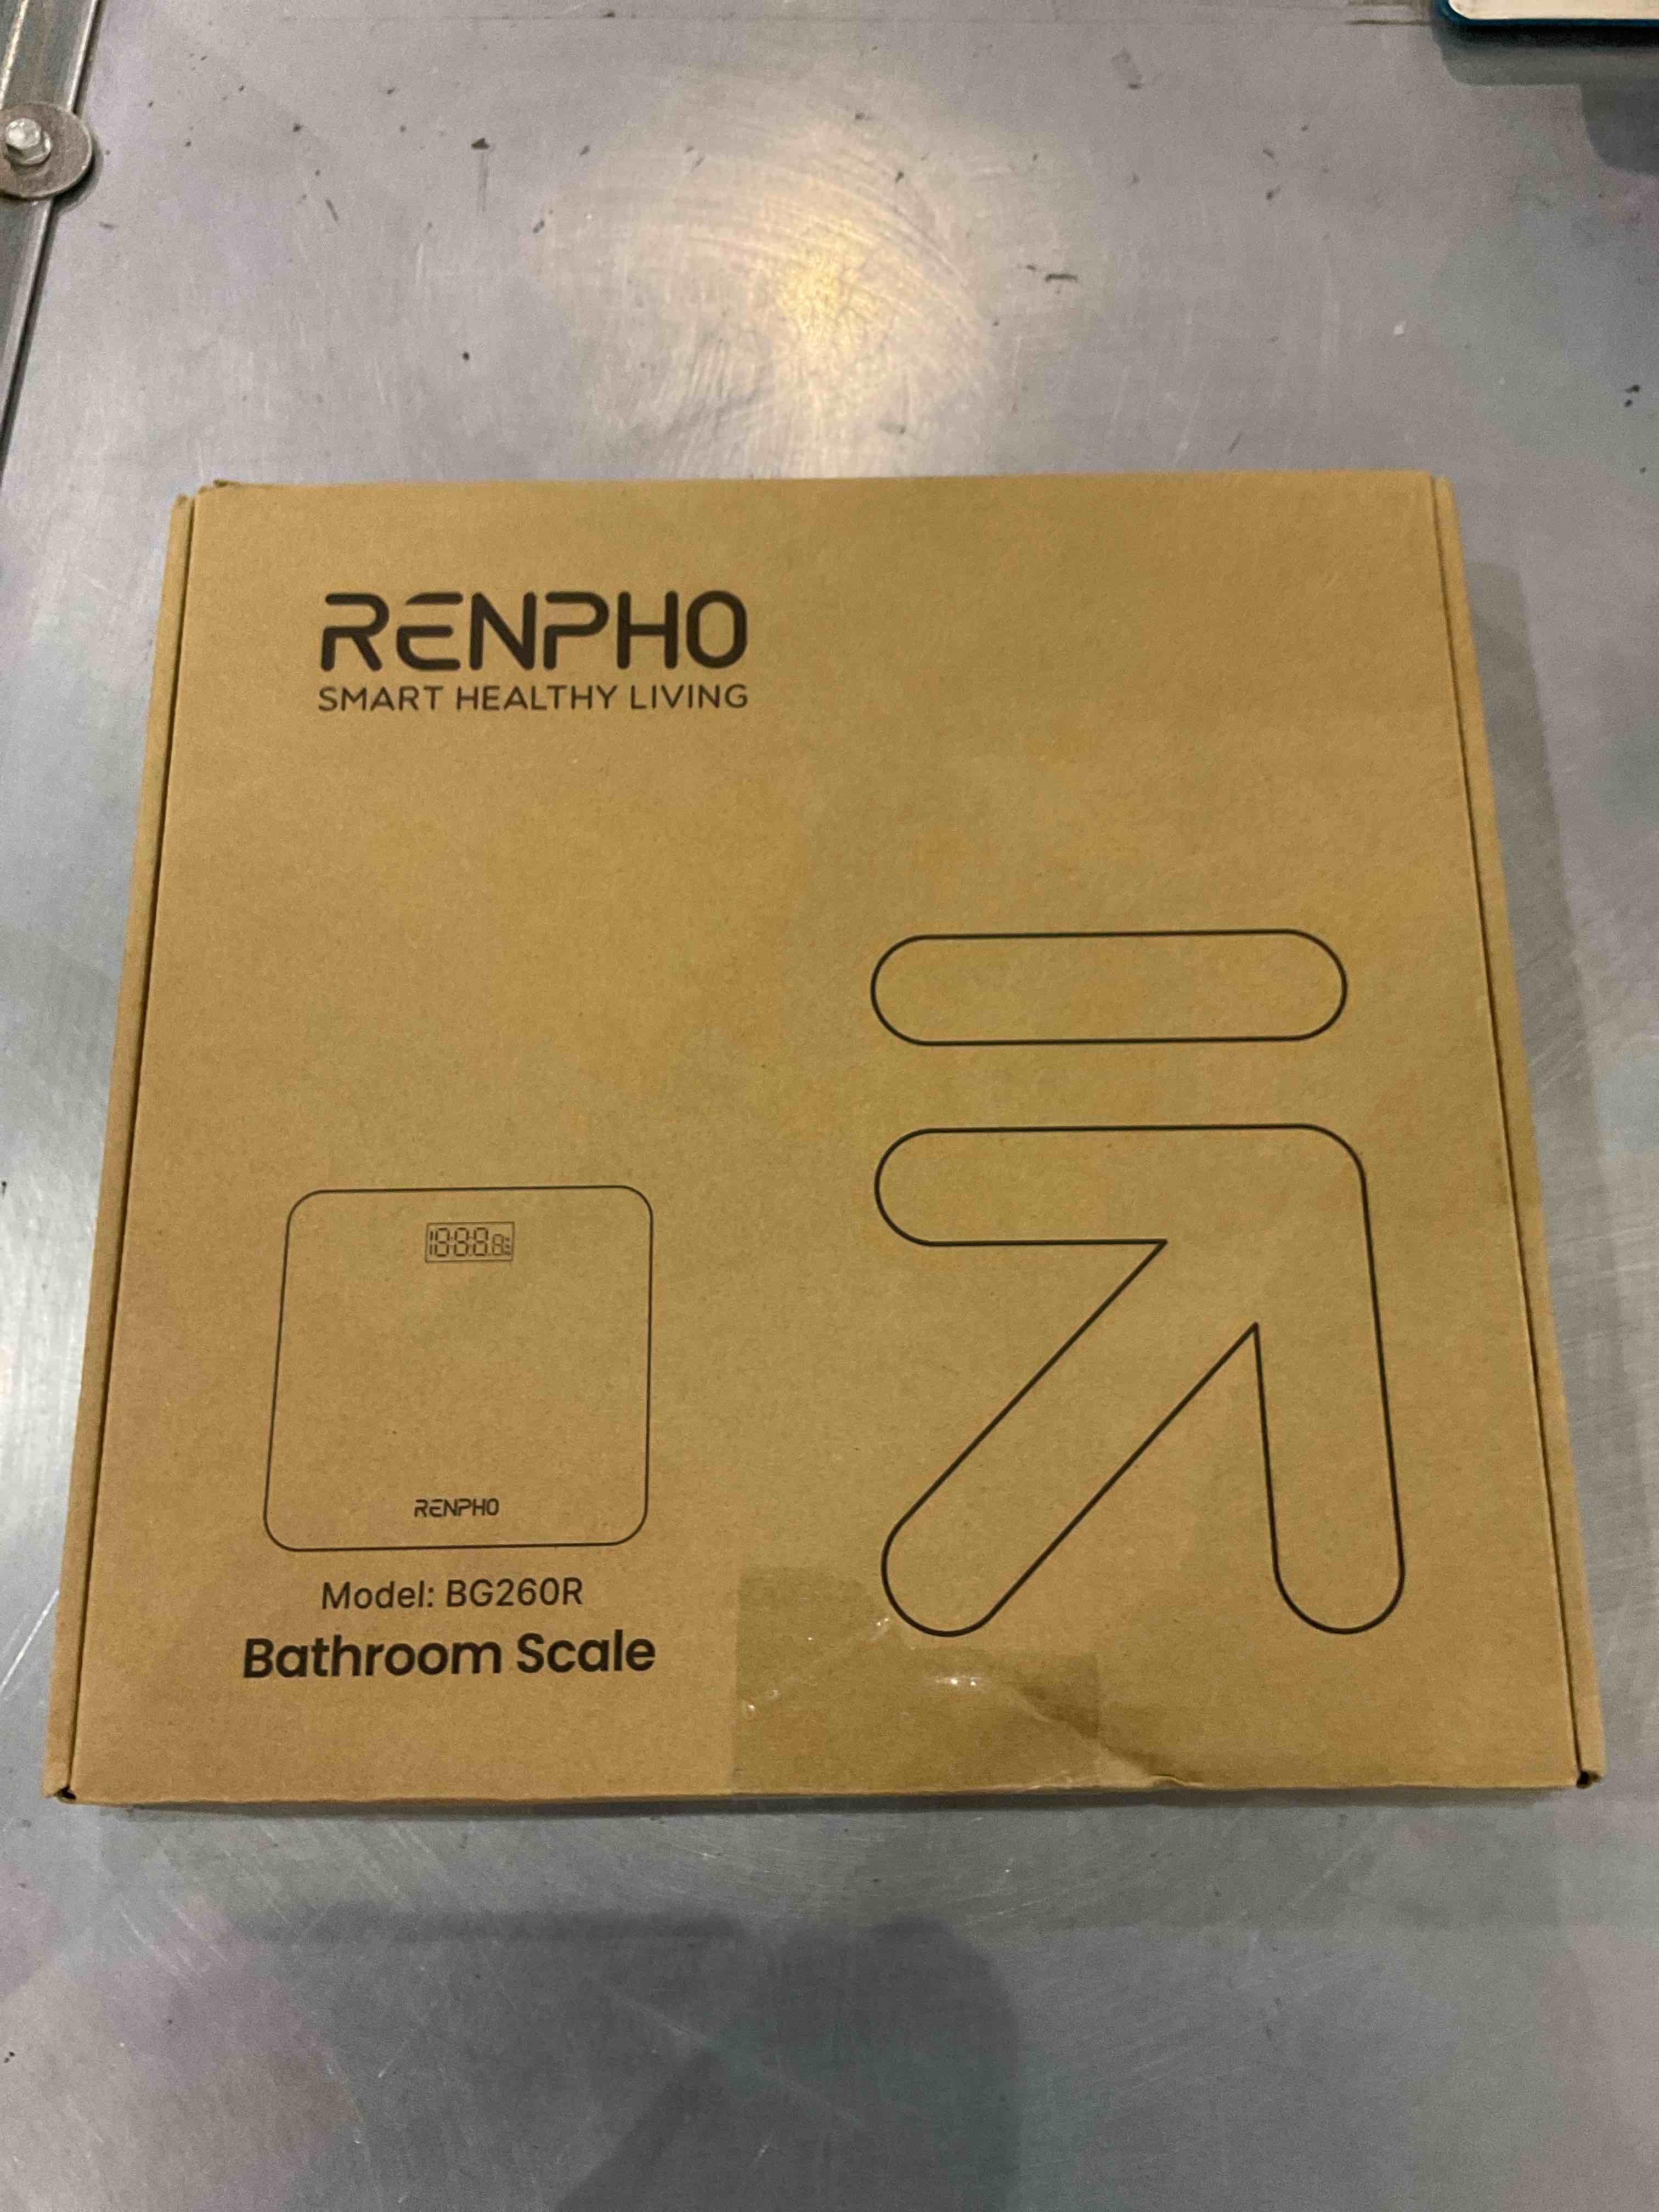 RENPHO
SMART HEALTHY LIVING
RENPHO
Model: BG260R
Bathroom Scale